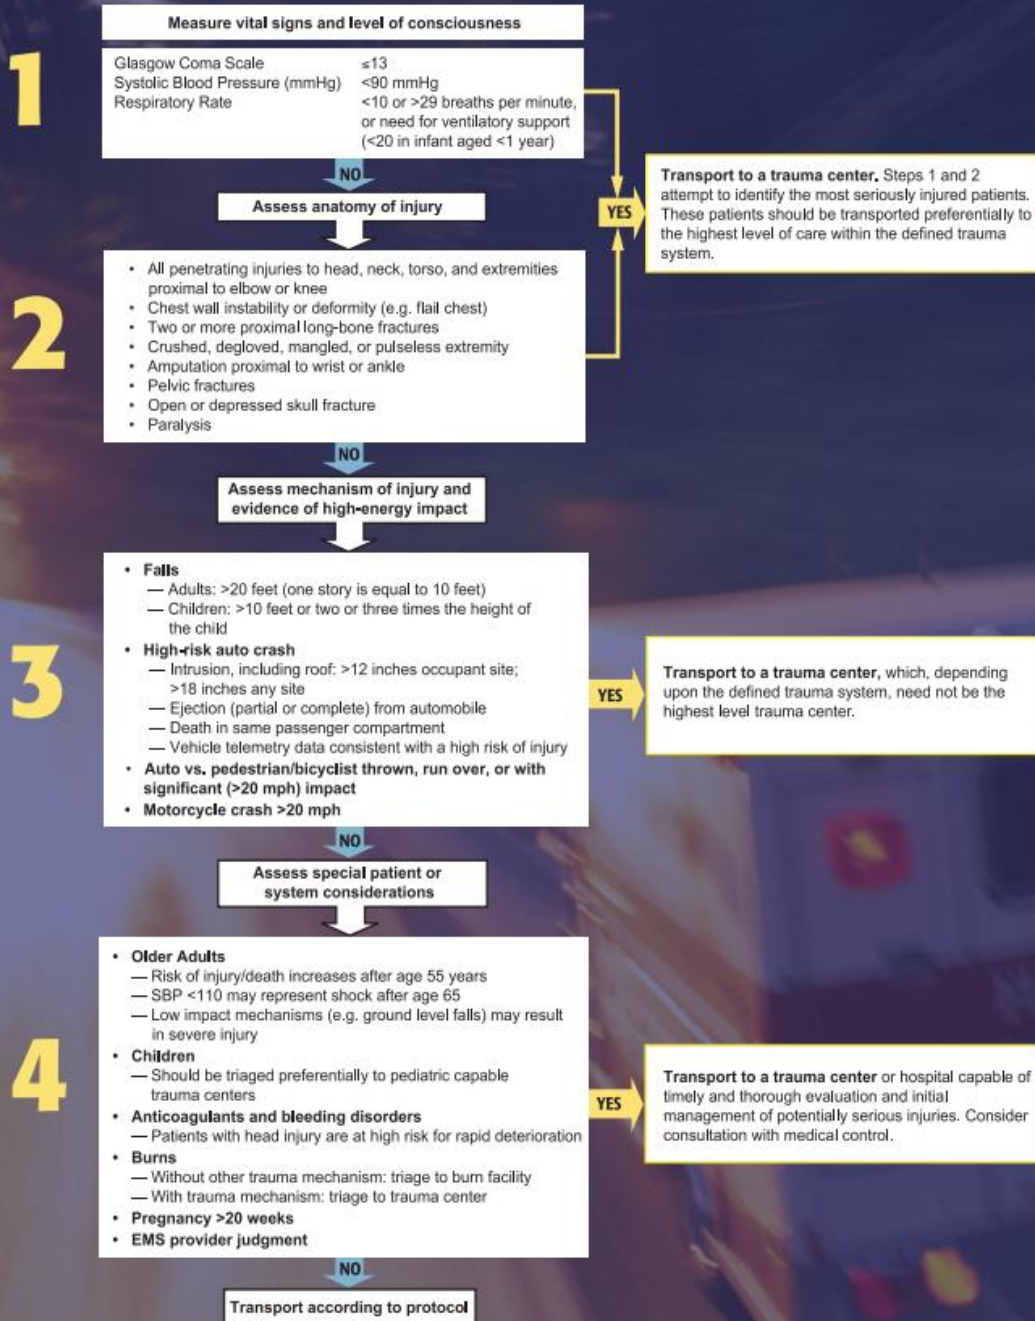 Measure vital signs and level of consciousness
1
Glasgow Coma Scale ≤13
Systolic Blood Pressure (mmHg) <90 mmHg
Respiratory Rate <10 or >29 breaths per minute,
or need for ventilatory support
(<20 in infant aged <1 year)
NO
YES
Transport to a trauma center. Steps 1 and 2
attempt to identify the most seriously injured patients.
These patients should be transported preferentially to
the highest level of care within the defined trauma
system.
Assess anatomy of injury
2
• All penetrating injuries to head, neck, torso, and extremities
proximal to elbow or knee
• Chest wall instability or deformity (e.g. flail chest)
• Two or more proximal long-bone fractures
• Crushed, degloved, mangled, or pulseless extremity
• Amputation proximal to wrist or ankle
• Pelvic fractures
• Open or depressed skull fracture
• Paralysis
NO
Assess mechanism of injury and
evidence of high-energy impact
3
• Falls
— Adults: >20 feet (one story is equal to 10 feet)
— Children: >10 feet or two or three times the height of
the child
• High-risk auto crash
— Intrusion, including roof: >12 inches occupant site;
>18 inches any site
— Ejection (partial or complete) from automobile
— Death in same passenger compartment
— Vehicle telemetry data consistent with a high risk of injury
• Auto vs. pedestrian/bicyclist thrown, run over, or with
significant (>20 mph) impact
• Motorcycle crash >20 mph
YES
Transport to a trauma center, which, depending
upon the defined trauma system, need not be the
highest level trauma center.
NO
Assess special patient or
system considerations
4
• Older Adults
— Risk of injury/death increases after age 55 years
— SBP <110 may represent shock after age 65
— Low impact mechanisms (e.g. ground level falls) may result
in severe injury
• Children
— Should be triaged preferentially to pediatric capable
trauma centers
• Anticoagulants and bleeding disorders
— Patients with head injury are at high risk for rapid deterioration
• Burns
— Without other trauma mechanism: triage to burn facility
— With trauma mechanism: triage to trauma center
• Pregnancy >20 weeks
• EMS provider judgment
YES
Transport to a trauma center or hospital capable of
timely and thorough evaluation and initial
management of potentially serious injuries. Consider
consultation with medical control.
NO
Transport according to protocol